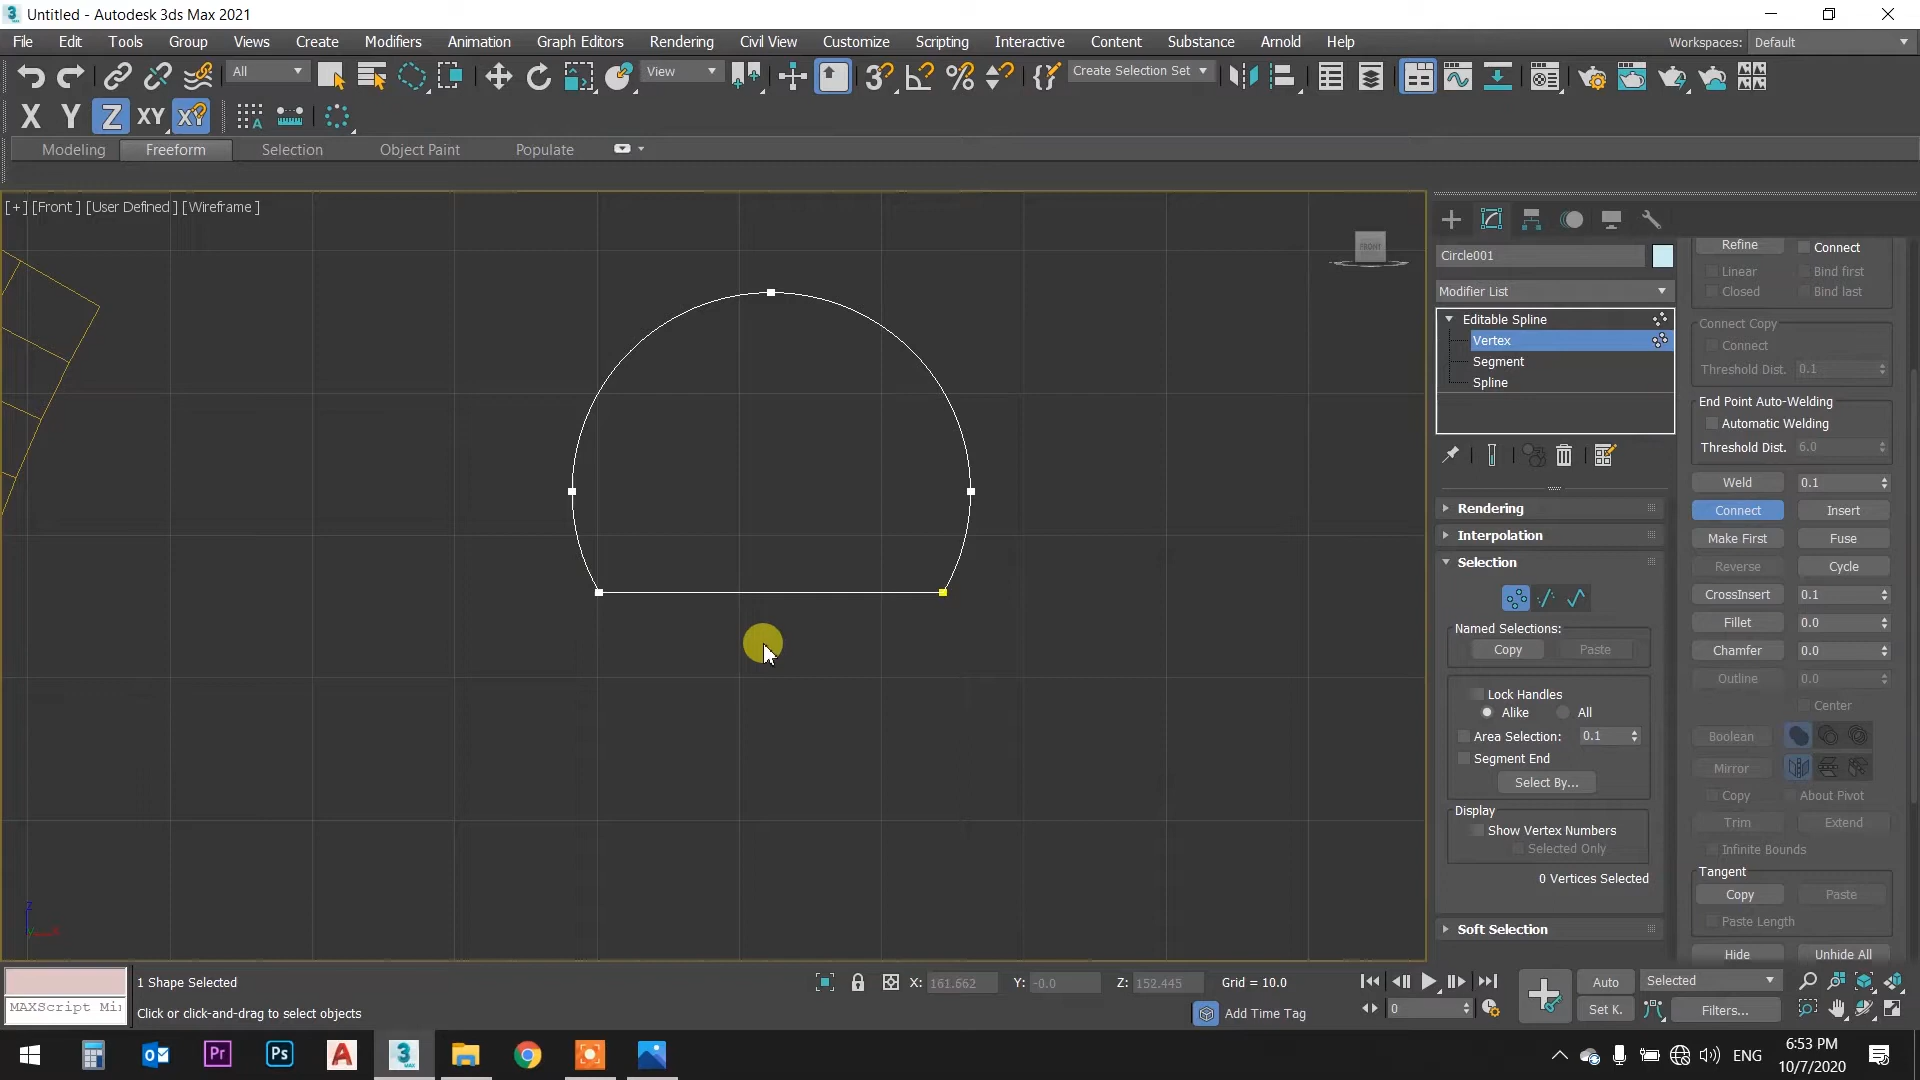 Untitled - Autodesk 3ds Max 2021
File Edit Tools Group Views Create Modifiers Animation Graph Editors Rendering Civil View Customize Scripting Interactive Content Substance Arnold Help
Workspaces: Default
All
View
Create Selection Set
X Y Z XY
Modeling Freeform Selection Object Paint Populate
[+] [Front] [User Defined] [Wireframe]
FRONT
Circle001
Modifier List
Editable Spline
Vertex
Segment
Spline
Rendering
Interpolation
Selection
Named Selections:
Copy Paste
Lock Handles
Alike All
Area Selection: 0.1
Segment End
Select By...
Display
Show Vertex Numbers
Selected Only
0 Vertices Selected
Soft Selection
Refine Connect
Linear Bind first
Closed Bind last
Connect Copy
Connect
Threshold Dist. 0.1
End Point Auto-Welding
Automatic Welding
Threshold Dist. 6.0
Weld 0.1
Connect Insert
Make First Fuse
Reverse Cycle
CrossInsert 0.1
Fillet 0.0
Chamfer 0.0
Outline 0.0
Center
Boolean
Mirror
Copy About Pivot
Trim Extend
Infinite Bounds
Tangent
Copy Paste
Paste Length
Hide Unhide All
z
1 Shape Selected
X: 161.662 Y: -0.0 Z: 152.445 Grid = 10.0
Auto Selected
MAXScript Mi
Click or click-and-drag to select objects
Add Time Tag
0
Set K. Filters...
Pr Ps A 3 MAX
ENG
6:53 PM
10/7/2020